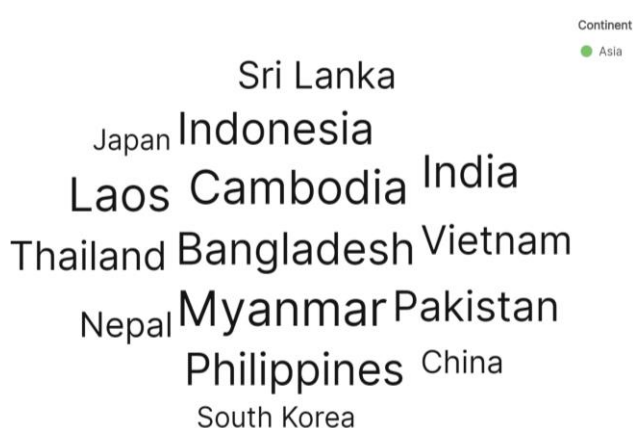 Continent
Asia
Sri Lanka
Japan Indonesia
Laos Cambodia India
Thailand Bangladesh Vietnam
Nepal Myanmar Pakistan
Philippines China
South Korea